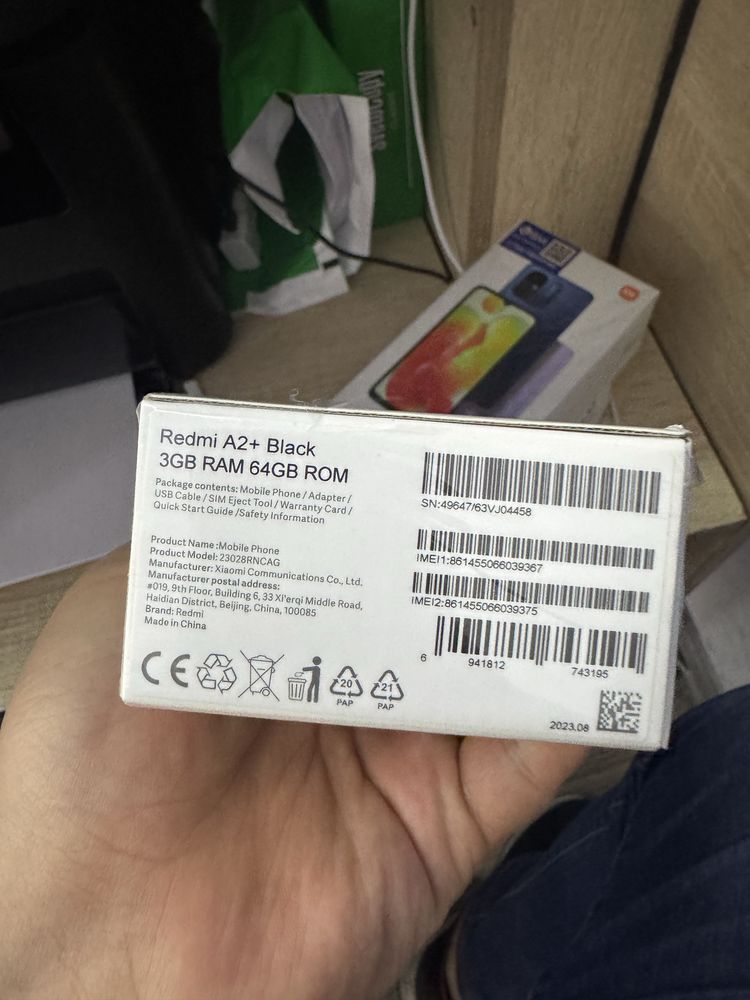 Redmi A2+ Black
3GB RAM 64GB ROM
Package contents: Mobile Phone / Adapter /
USB Cable / SIM Eject Tool / Warranty Card /
Quick Start Guide /Safety Information
Product Name :Mobile Phone
Product Model: 23028RNCAG
Manufacturer: Xiaomi Communications Co., Ltd.
Manufacturer postal address:
#019, 9th Floor, Building 6, 33 Xi'erqi Middle Road,
Haidian District, Beijing, China, 100085
Brand: Redmi
Made in China
CE
20
PAP
21
PAP
SN:49647/63VJ04458
IMEI1:861455066039367
IMEI2:861455066039375
6 941812 743195
2023.08